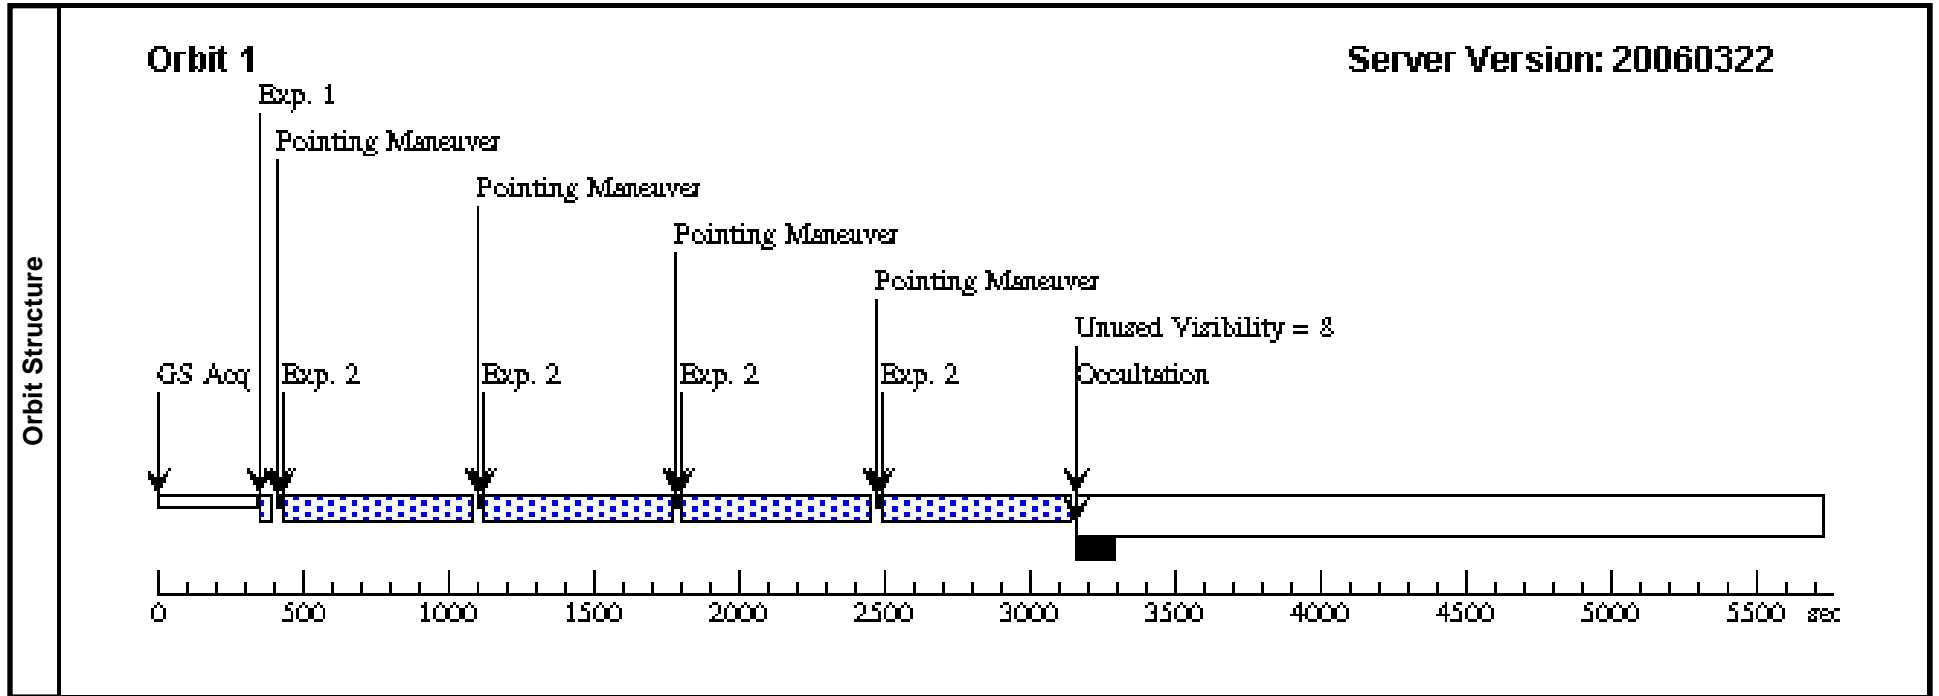 Orbit Structure
Orbit 1
Server Version: 20060322
Exp. 1
Pointing Maneuver
Pointing Maneuver
Pointing Maneuver
Pointing Maneuver
Unused Visibility = 8
GS Acq
Exp. 2
Exp. 2
Exp. 2
Exp. 2
Occultation
0 500 1000 1500 2000 2500 3000 3500 4000 4500 5000 5500 sec